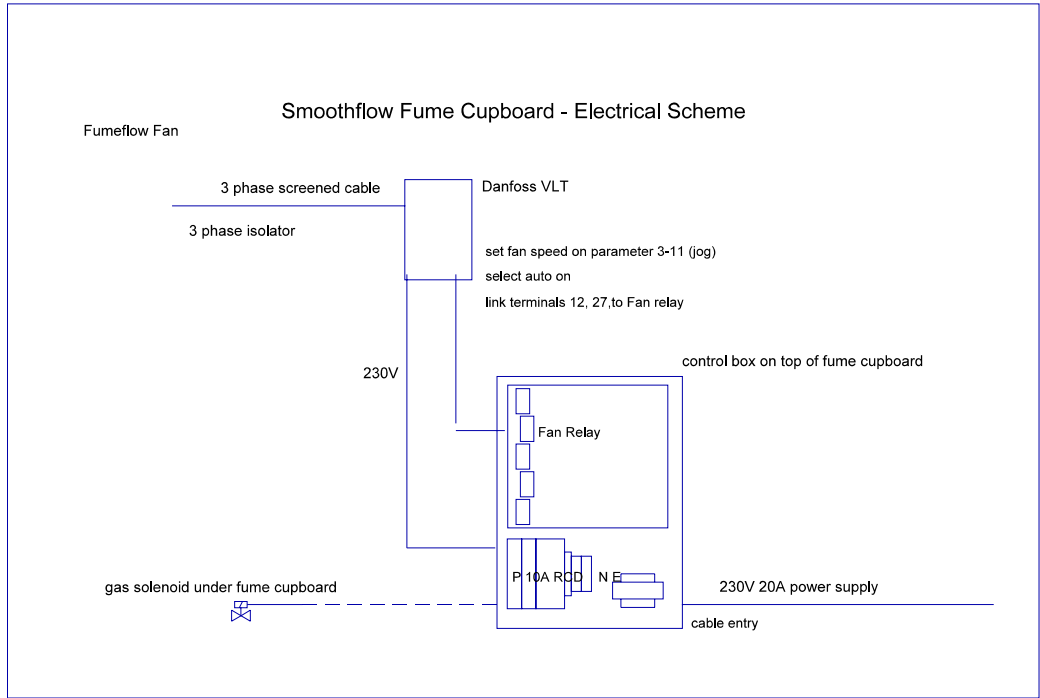 Smoothflow Fume Cupboard - Electrical Scheme
Fumeflow Fan
3 phase screened cable
Danfoss VLT
3 phase isolator
set fan speed on parameter 3-11 (jog)
select auto on
link terminals 12, 27,to Fan relay
control box on top of fume cupboard
230V
Fan Relay
P 10A RCD N E
gas solenoid under fume cupboard
230V 20A power supply
cable entry